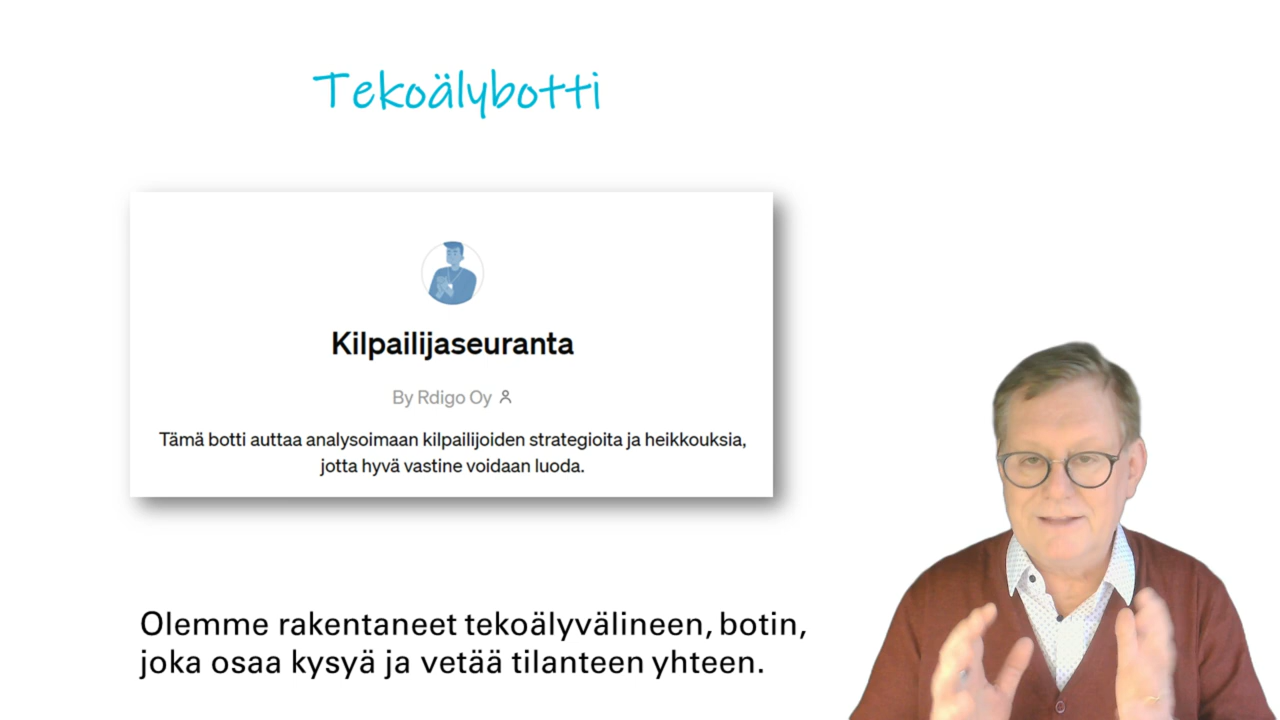 Tekoälybotti
Kilpailijaseuranta
By Rdigo Oy
Tämä botti auttaa analysoimaan kilpailijoiden strategioita ja heikkouksia,
jotta hyvä vastine voidaan luoda.
Olemme rakentaneet tekoälyvälineen, botin,
joka osaa kysyä ja vetää tilanteen yhteen.